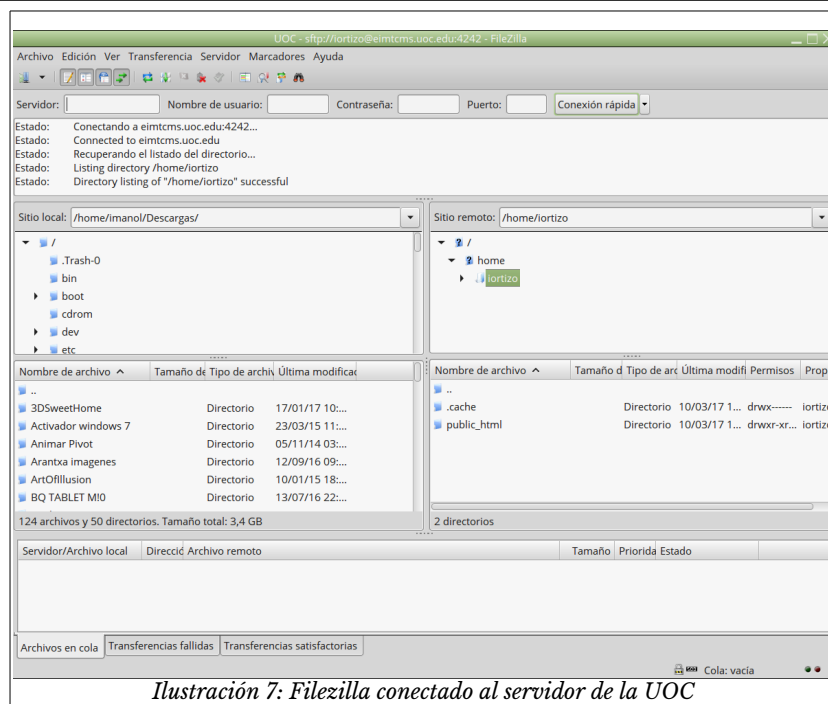 UOC - sftp://iortizo@eimtcms.uoc.edu:4242 - FileZilla
Archivo Edición Ver Transferencia Servidor Marcadores Ayuda
Servidor: Nombre de usuario: Contraseña: Puerto: Conexión rápida
Estado: Conectando a eimtcms.uoc.edu:4242...
Estado: Connected to eimtcms.uoc.edu
Estado: Recuperando el listado del directorio...
Estado: Listing directory /home/iortizo
Estado: Directory listing of "/home/iortizo" successful
Sitio local: /home/imanol/Descargas/
/
.Trash-0
bin
boot
cdrom
dev
etc
Sitio remoto: /home/iortizo
/
home
iortizo
Nombre de archivo Tamaño de Tipo de archiv Última modificac
..
3DSweetHome Directorio 17/01/17 10:...
Activador windows 7 Directorio 23/03/15 11:...
Animar Pivot Directorio 05/11/14 03:...
Arantxa imagenes Directorio 12/09/16 09:...
ArtOfIllusion Directorio 10/01/15 18:...
BQ TABLET M!0 Directorio 13/07/16 22:...
124 archivos y 50 directorios. Tamaño total: 3,4 GB
Nombre de archivo Tamaño d Tipo de arc Última modifi Permisos Prop
..
.cache Directorio 10/03/17 1... drwx------ iortizo
public_html Directorio 10/03/17 1... drwxr-xr... iortizo
2 directorios
Servidor/Archivo local Direcció Archivo remoto Tamaño Priorida Estado
Archivos en cola Transferencias fallidas Transferencias satisfactorias
Cola: vacía
Ilustración 7: Filezilla conectado al servidor de la UOC